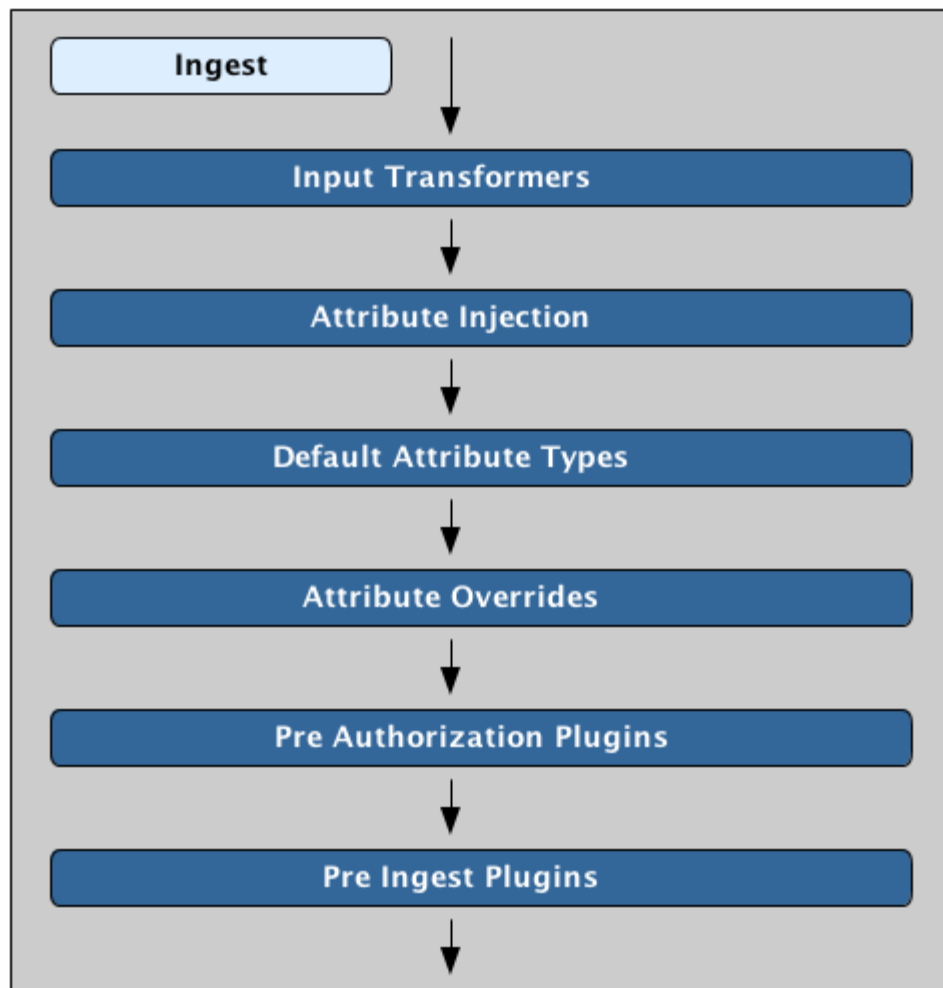 Ingest
Input Transformers
Attribute Injection
Default Attribute Types
Attribute Overrides
Pre Authorization Plugins
Pre Ingest Plugins